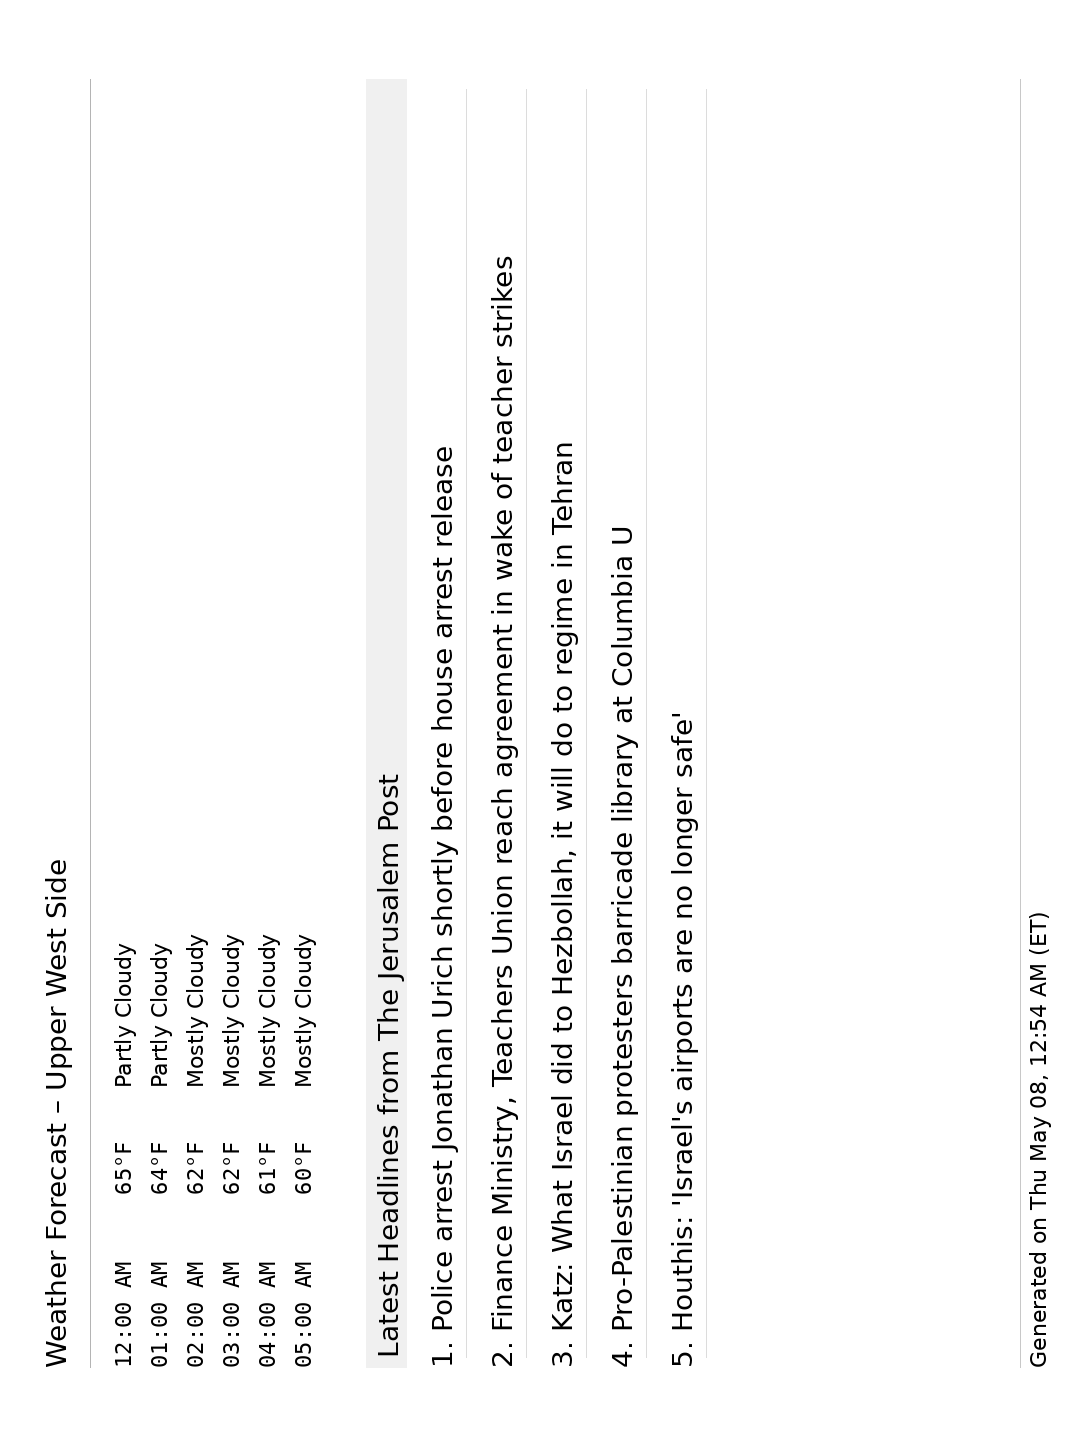 Weather Forecast – Upper West Side
12:00 AM 65°F Partly Cloudy
01:00 AM 64°F Partly Cloudy
02:00 AM 62°F Mostly Cloudy
03:00 AM 62°F Mostly Cloudy
04:00 AM 61°F Mostly Cloudy
05:00 AM 60°F Mostly Cloudy
Latest Headlines from The Jerusalem Post
1. Police arrest Jonathan Urich shortly before house arrest release
2. Finance Ministry, Teachers Union reach agreement in wake of teacher strikes
3. Katz: What Israel did to Hezbollah, it will do to regime in Tehran
4. Pro-Palestinian protesters barricade library at Columbia U
5. Houthis: 'Israel's airports are no longer safe'
Generated on Thu May 08, 12:54 AM (ET)